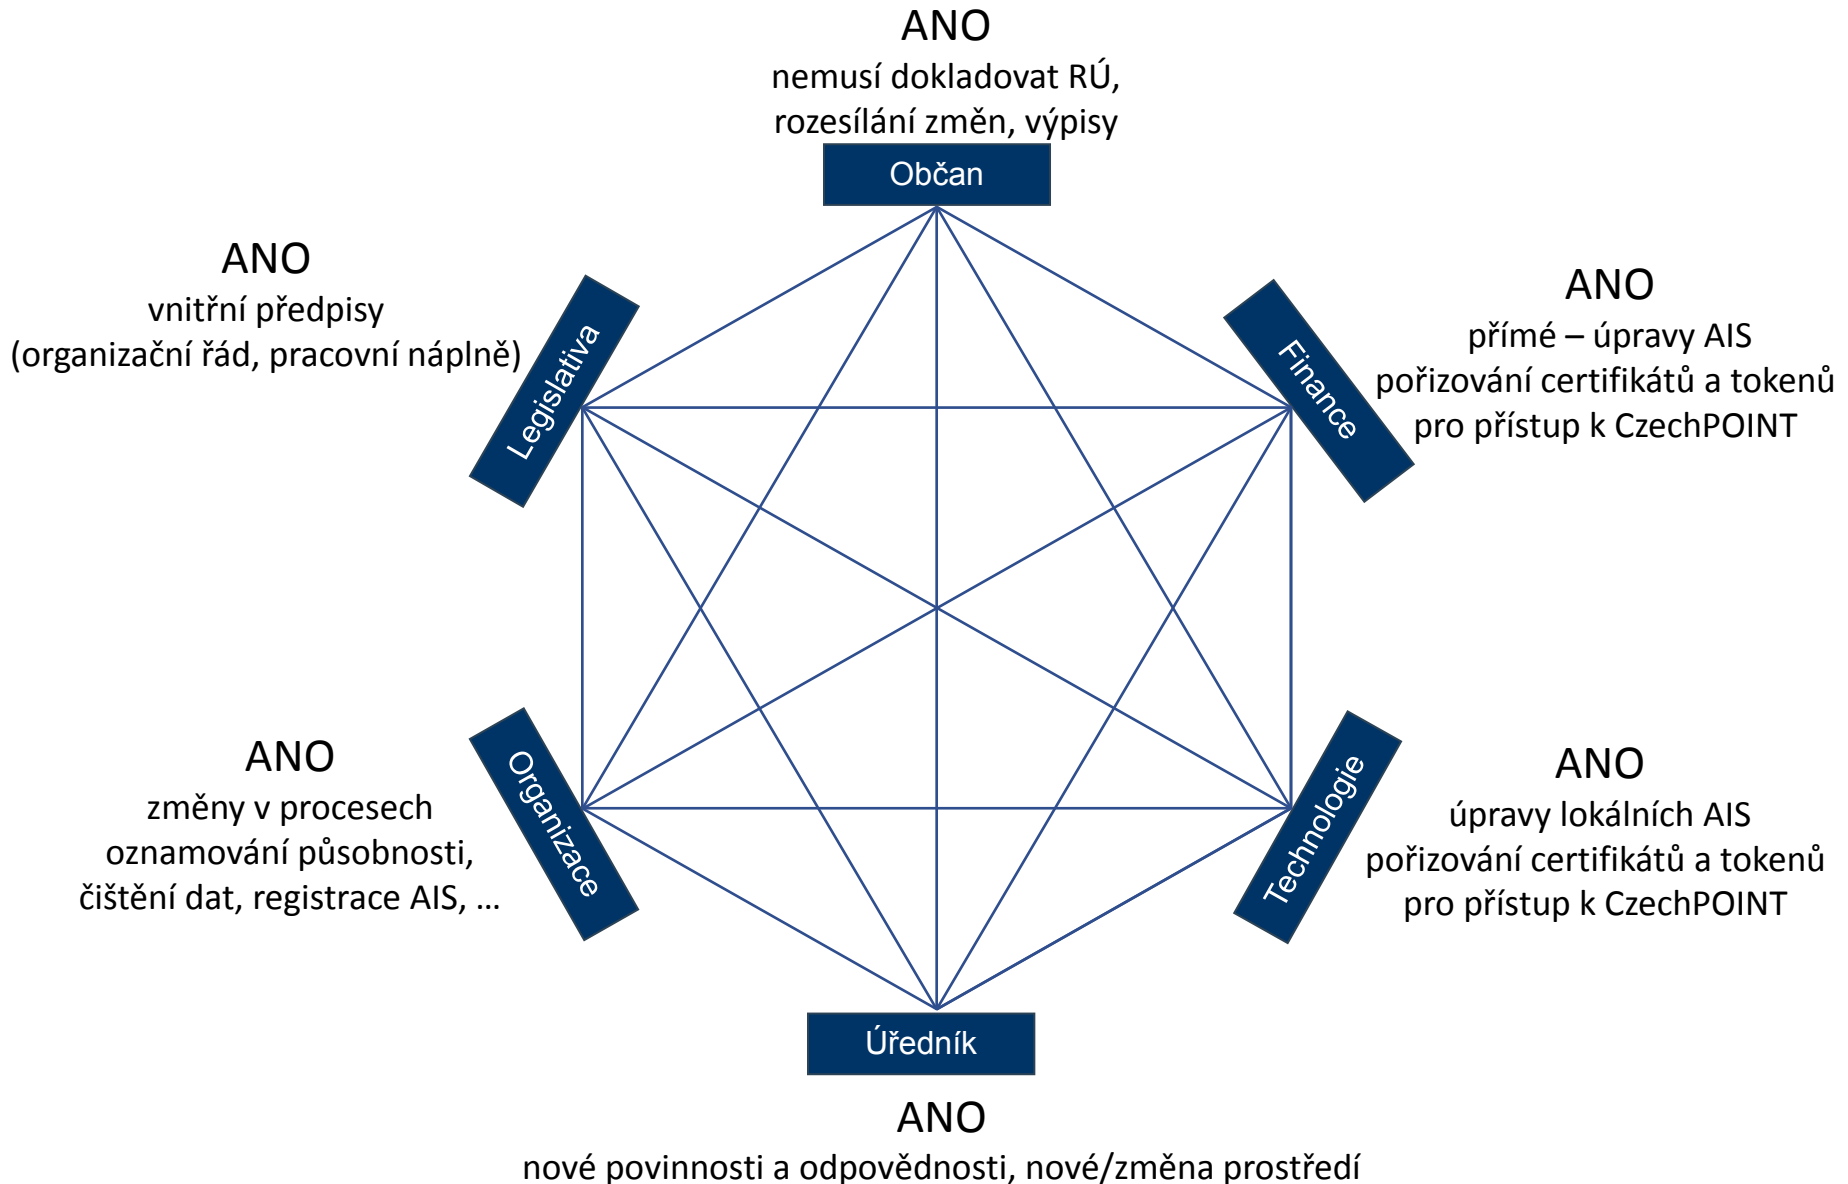 ANO
nemusí dokladovat RÚ,
rozesílání změn, výpisy
Občan
ANO
vnitřní předpisy
(organizační řád, pracovní náplně)
Legislativa
ANO
přímé – úpravy AIS
pořizování certifikátů a tokenů
pro přístup k CzechPOINT
Finance
ANO
změny v procesech
oznamování působnosti,
čištění dat, registrace AIS, ...
Organizace
ANO
úpravy lokálních AIS
pořizování certifikátů a tokenů
pro přístup k CzechPOINT
Technologie
Úředník
ANO
nové povinnosti a odpovědnosti, nové/změna prostředí